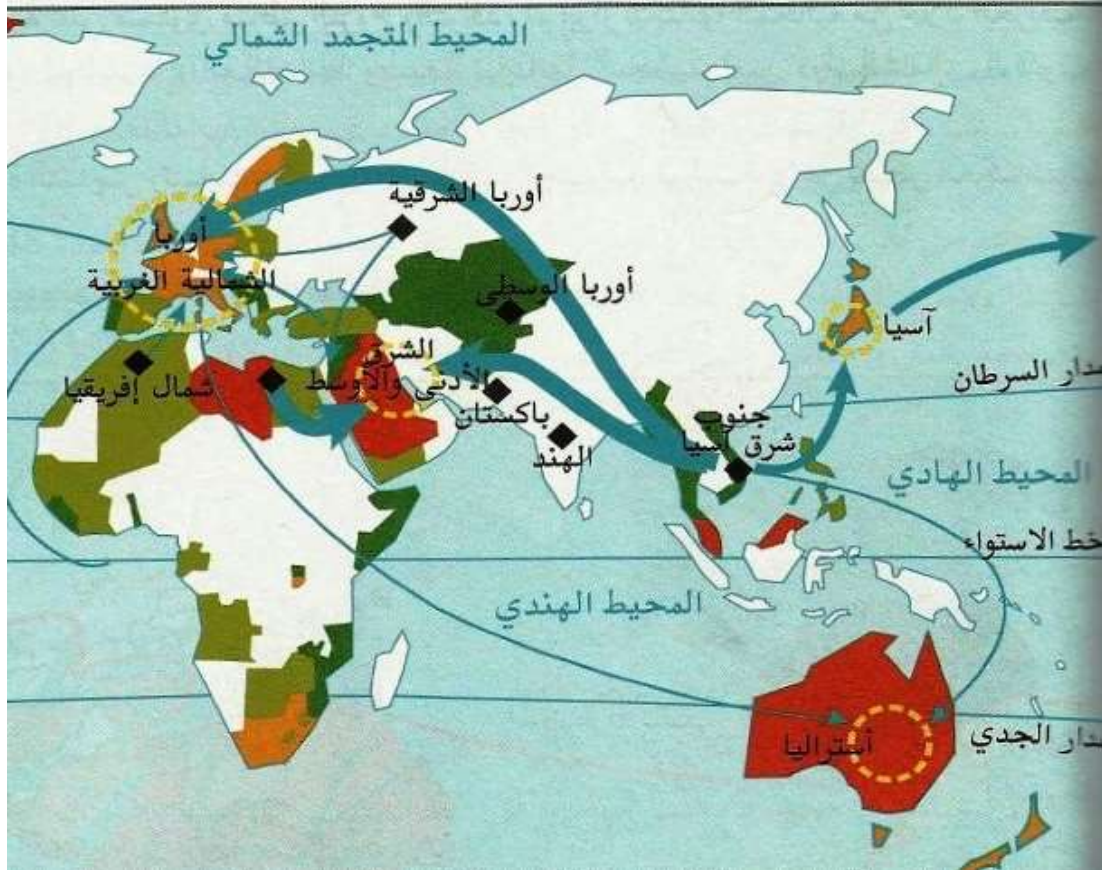 المحيط المتجمد الشمالي
أوربا الشرقية
أوربا
الشمالية الغربية
أوربا الوسطى
آسيا
الشرق
الأدنى والأوسط
شمال إفريقيا
مدار السرطان
باكستان
جنوب
شرق آسيا
الهند
المحيط الهادي
خط الاستواء
المحيط الهندي
أستراليا
مدار الجدي